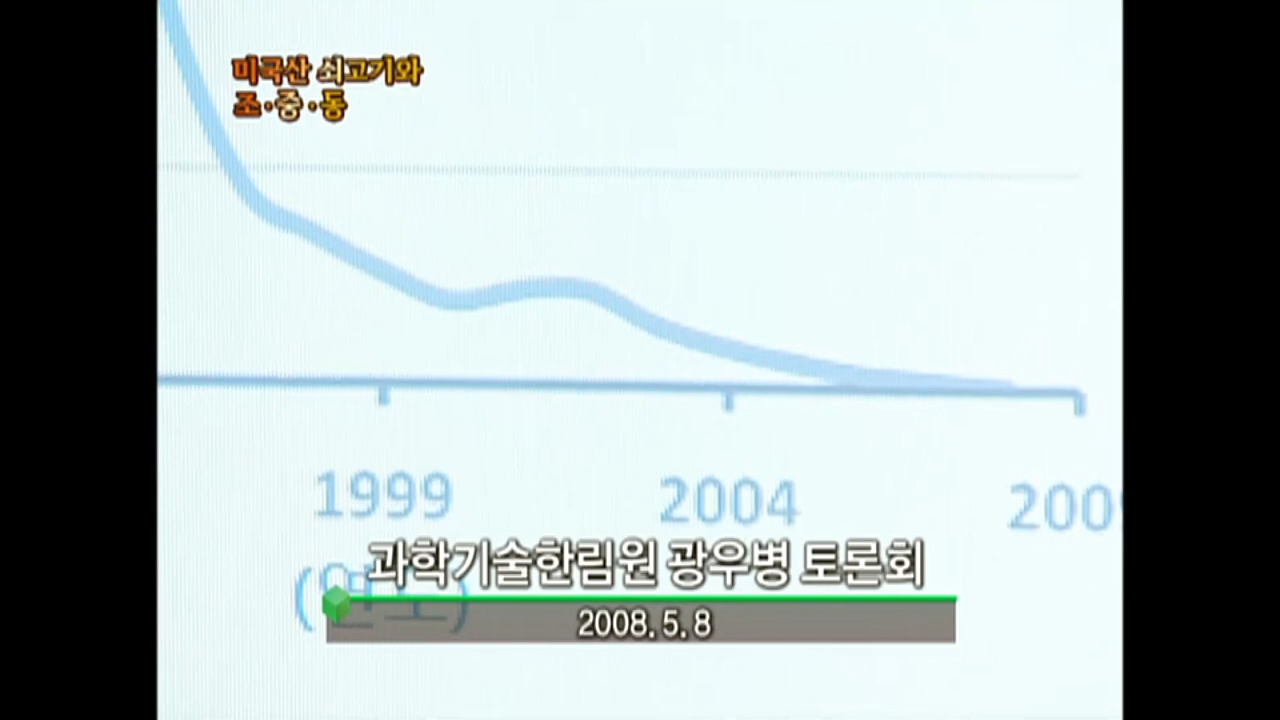 미국산 쇠고기와
조·중·동
1999
2004
200
과학기술한림원 광우병 토론회
2008.5.8